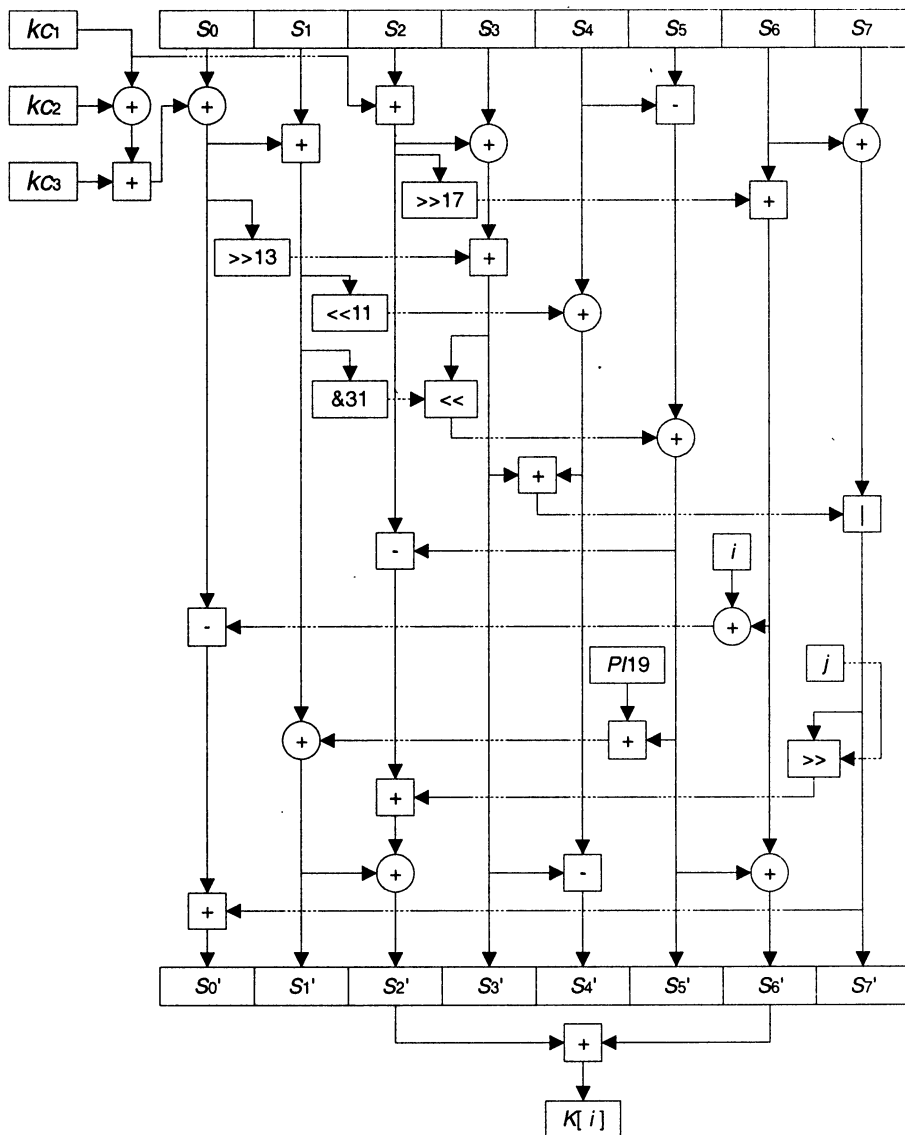 kc1 S0 S1 S2 S3 S4 S5 S6 S7
kc2 + + + -
+ + +
kc3 + >>17 +
>>13 +
<<11 +
&31 <<
+
+
|
- i
- +
PI19 j
+ + >>
+
+ - +
+
S0' S1' S2' S3' S4' S5' S6' S7'
+
K[ i ]